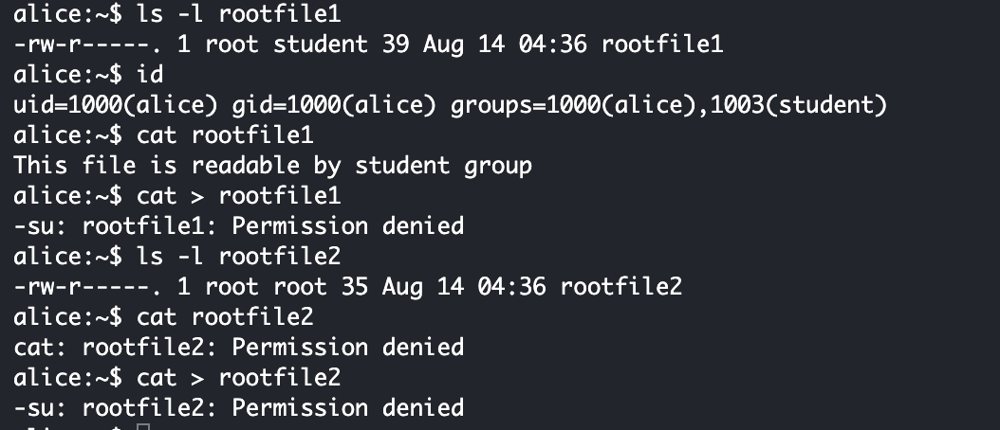 alice:~$ ls -l rootfile1
-rw-r-----. 1 root student 39 Aug 14 04:36 rootfile1
alice:~$ id
uid=1000(alice) gid=1000(alice) groups=1000(alice),1003(student)
alice:~$ cat rootfile1
This file is readable by student group
alice:~$ cat > rootfile1
-su: rootfile1: Permission denied
alice:~$ ls -l rootfile2
-rw-r-----. 1 root root 35 Aug 14 04:36 rootfile2
alice:~$ cat rootfile2
cat: rootfile2: Permission denied
alice:~$ cat > rootfile2
-su: rootfile2: Permission denied